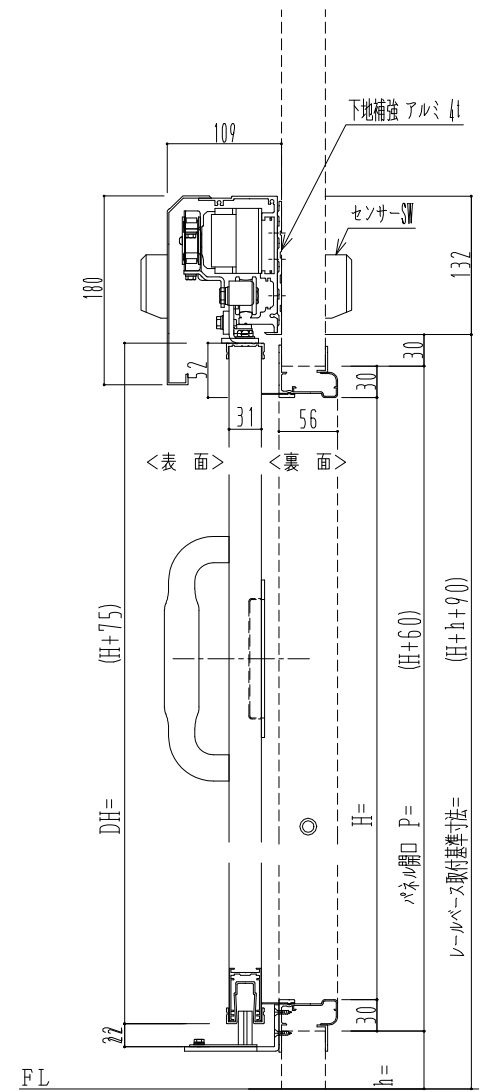 下地補強 アルミ 4t
109
センサーSW
180
132
30
52
30
31
56
<表 面>
<裏 面>
DH= (H+75)
H=
パネル開口 P= (H+60)
レールベース取付基準寸法= (H+h+90)
22
30
h=
FL